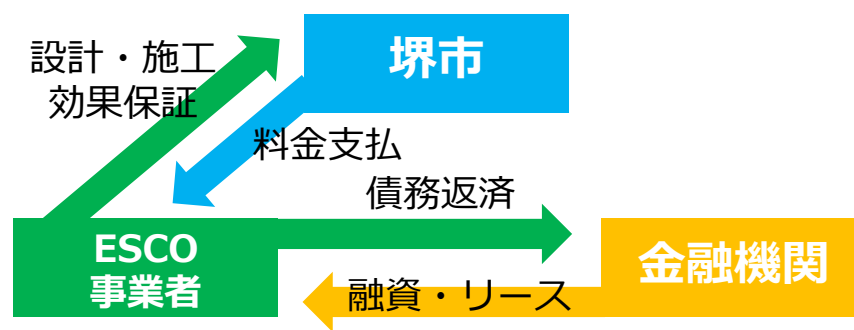 設計・施工
効果保証
堺市
料金支払
債務返済
ESCO
事業者
金融機関
融資・リース